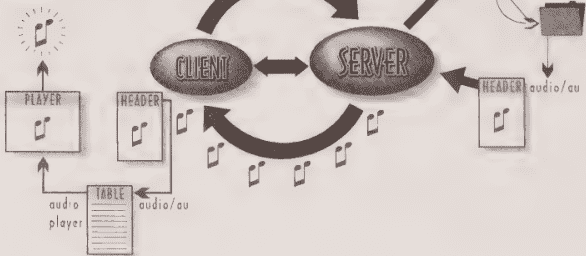 CLIENT
SERVER
PLAYER
HEADER
HEADER
audio/au
TABLE
audio
player
audio/au